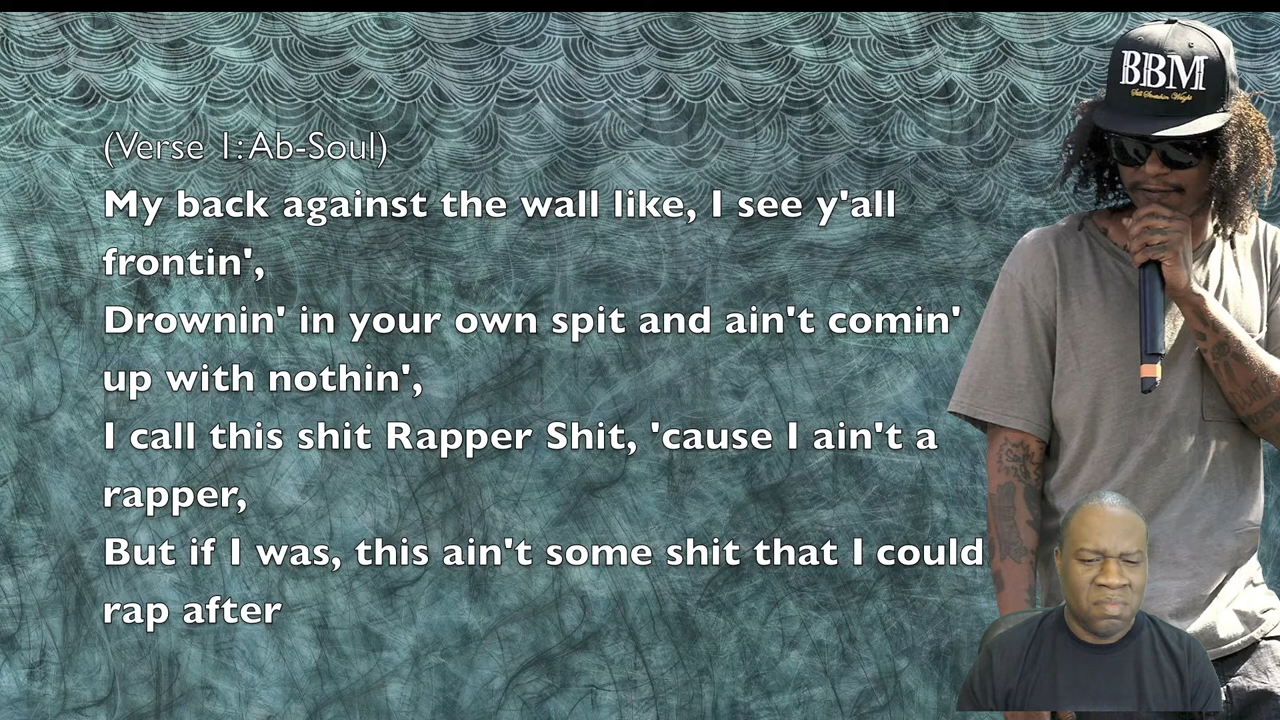 (Verse 1: Ab-Soul)
My back against the wall like, I see y'all
frontin',
Drownin' in your own spit and ain't comin'
up with nothin',
I call this shit Rapper Shit, 'cause I ain't a
rapper,
But if I was, this ain't some shit that I could
rap after
BBM